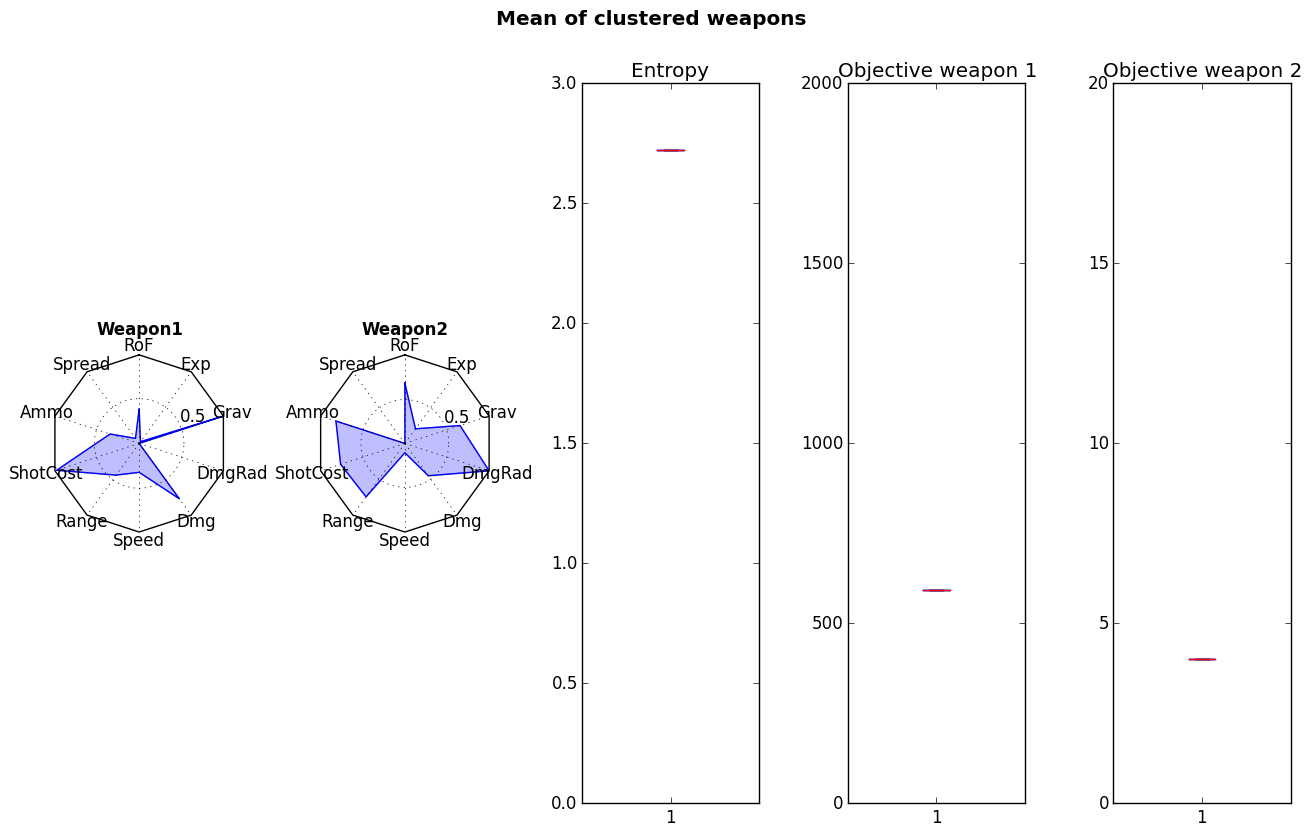 Mean of clustered weapons
Weapon1
RoF
Spread
Exp
Ammo
0.5
Grav
ShotCost
DmgRad
Range
Dmg
Speed
Weapon2
RoF
Spread
Exp
Ammo
0.5
Grav
ShotCost
DmgRad
Range
Dmg
Speed
Entropy
3.0
2.5
2.0
1.5
1.0
0.5
0.0
1
Objective weapon 1
2000
1500
1000
500
0
1
Objective weapon 2
20
15
10
5
0
1